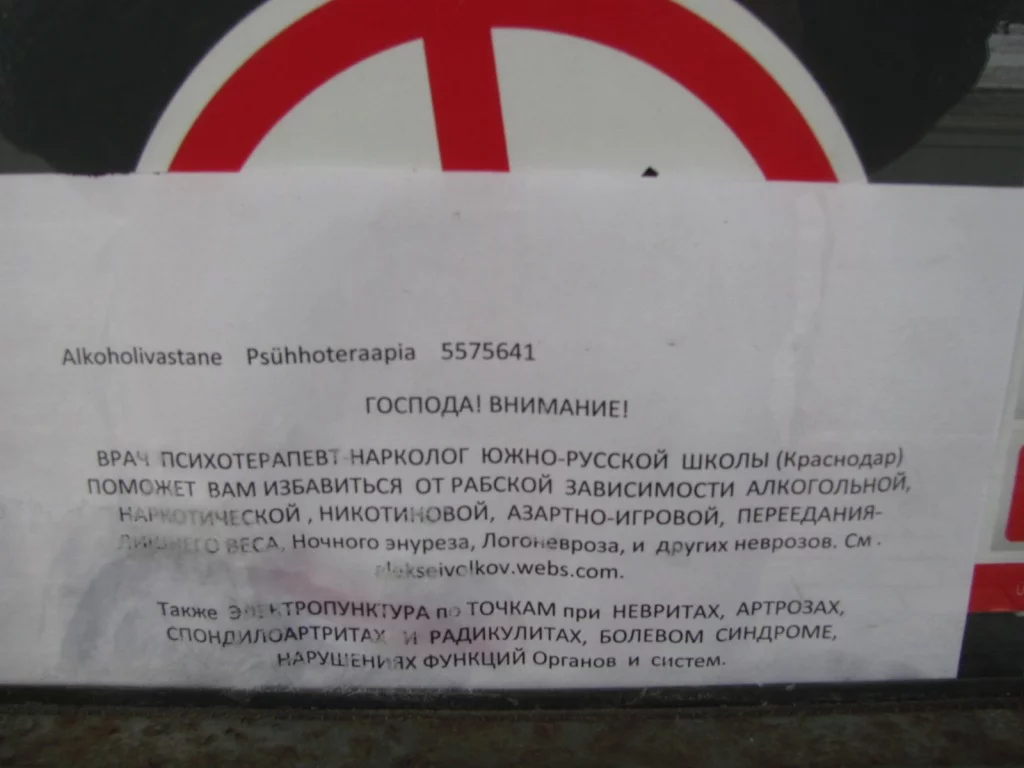 Alkoholivastane Psühhoteraapia 5575641
ГОСПОДА! ВНИМАНИЕ!
ВРАЧ ПСИХОТЕРАПЕВТ-НАРКОЛОГ ЮЖНО-РУССКОЙ ШКОЛЫ (Краснодар)
ПОМОЖЕТ ВАМ ИЗБАВИТЬСЯ ОТ РАБСКОЙ ЗАВИСИМОСТИ АЛКОГОЛЬНОЙ,
НАРКОТИЧЕСКОЙ , НИКОТИНОВОЙ, АЗАРТНО-ИГРОВОЙ, ПЕРЕЕДАНИЯ-
ЛИШНЕГО ВЕСА, Ночного энуреза, Логоневроза, и других неврозов. См.
alekseivolkov.webs.com.
Также ЭЛЕКТРОПУНКТУРА по ТОЧКАМ при НЕВРИТАХ, АРТРОЗАХ,
СПОНДИЛОАРТРИТАХ И РАДИКУЛИТАХ, БОЛЕВОМ СИНДРОМЕ,
НАРУШЕНИЯХ ФУНКЦИЙ Органов и систем.